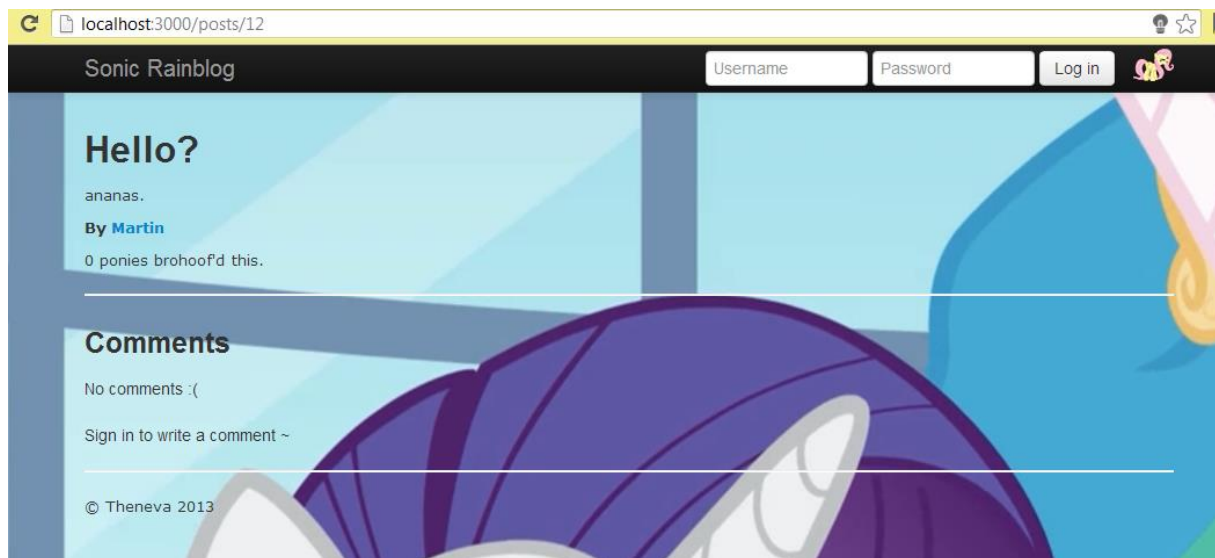 localhost:3000/posts/12
Sonic Rainblog
Username
Password
Log in
Hello?
ananas.
By Martin
0 ponies brohoof'd this.
Comments
No comments :(
Sign in to write a comment ~
© Theneva 2013